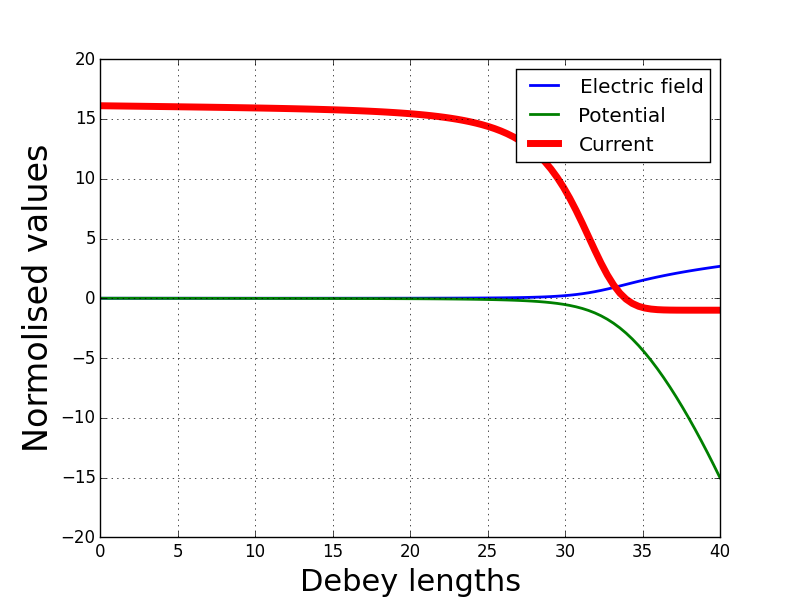 20
15
10
5
0
−5
−10
−15
−20
0 5 10 15 20 25 30 35 40
Normolised values
Debey lengths
Electric field
Potential
Current